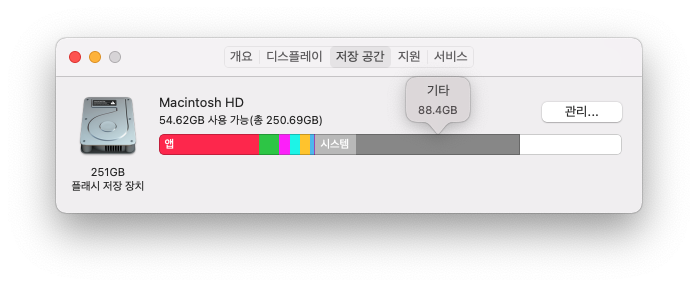 개요 디스플레이 저장 공간 지원 서비스
기타
88.4GB
Macintosh HD
54.62GB 사용 가능(총 250.69GB)
관리...
앱 시스템
251GB
플래시 저장 장치